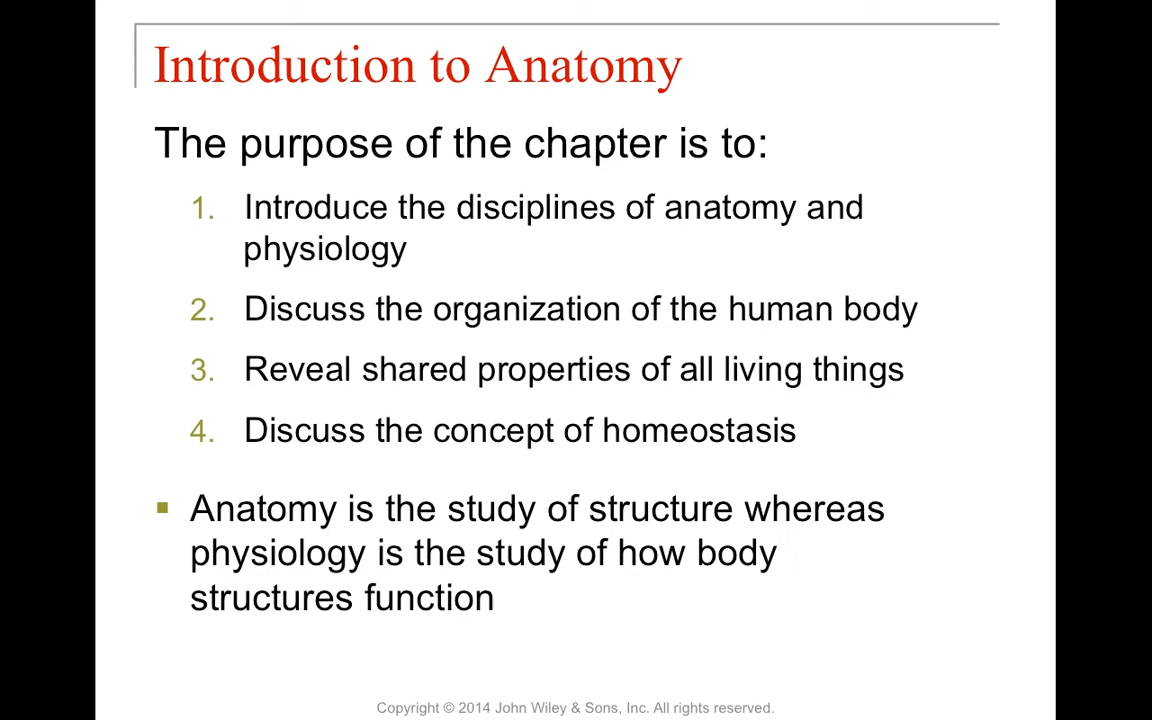 Introduction to Anatomy
The purpose of the chapter is to:
1. Introduce the disciplines of anatomy and
physiology
2. Discuss the organization of the human body
3. Reveal shared properties of all living things
4. Discuss the concept of homeostasis
▪ Anatomy is the study of structure whereas
physiology is the study of how body
structures function
Copyright © 2014 John Wiley & Sons, Inc. All rights reserved.